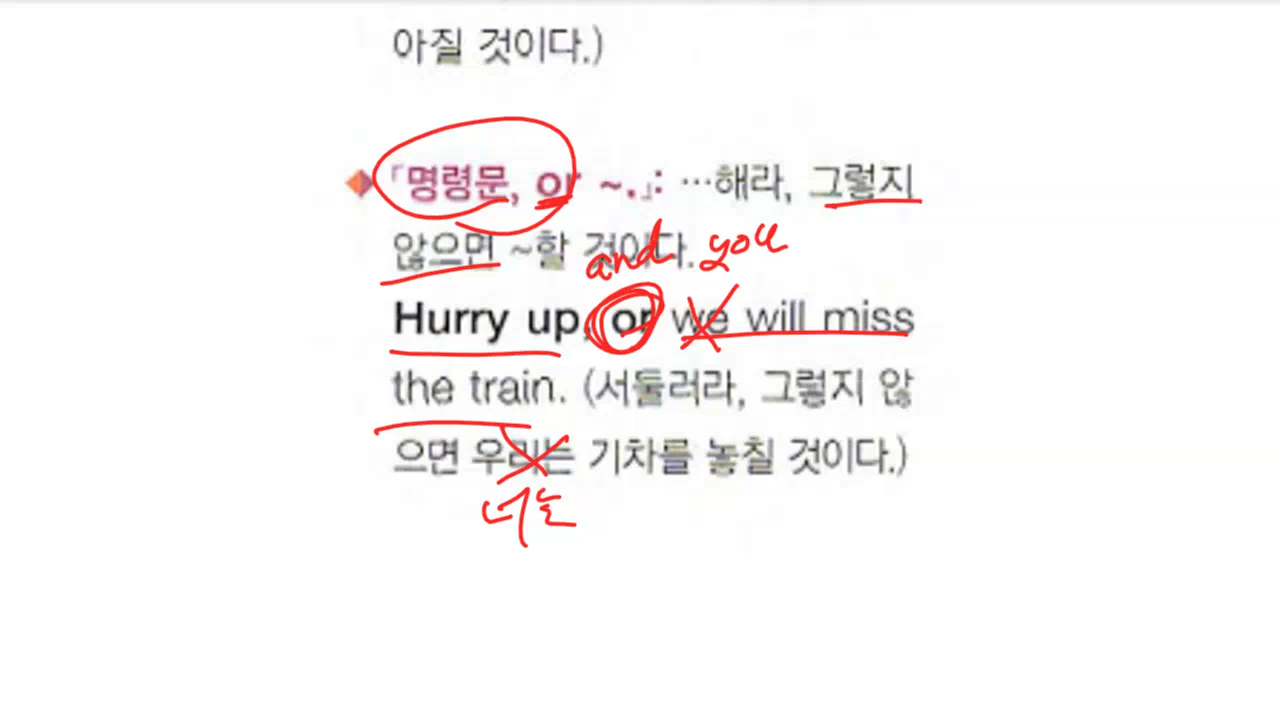 아질 것이다.)
「명령문, or ~.」: …해라, 그렇지
않으면 ~할 것이다.
and you
Hurry up, or we will miss
the train. (서둘러라, 그렇지 않
으면 우리는 기차를 놓칠 것이다.)
너는